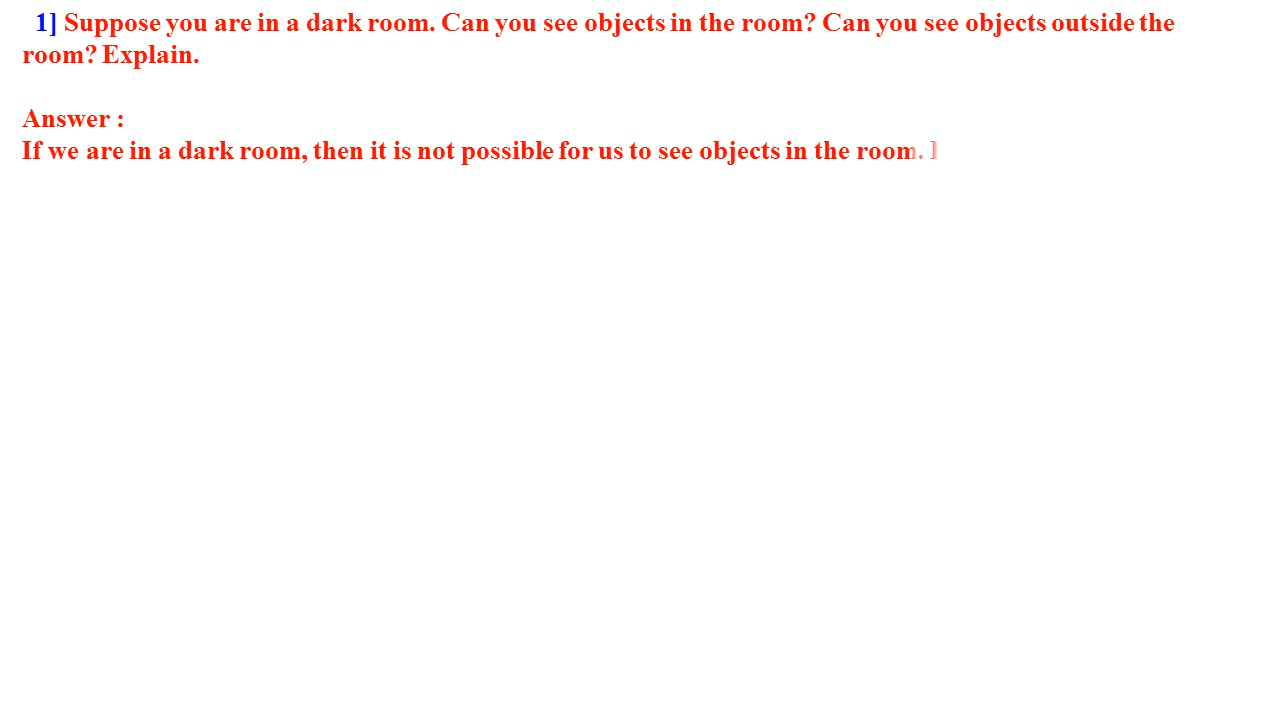 1] Suppose you are in a dark room. Can you see objects in the room? Can you see objects outside the
room? Explain.
Answer :
If we are in a dark room, then it is not possible for us to see objects in the room.